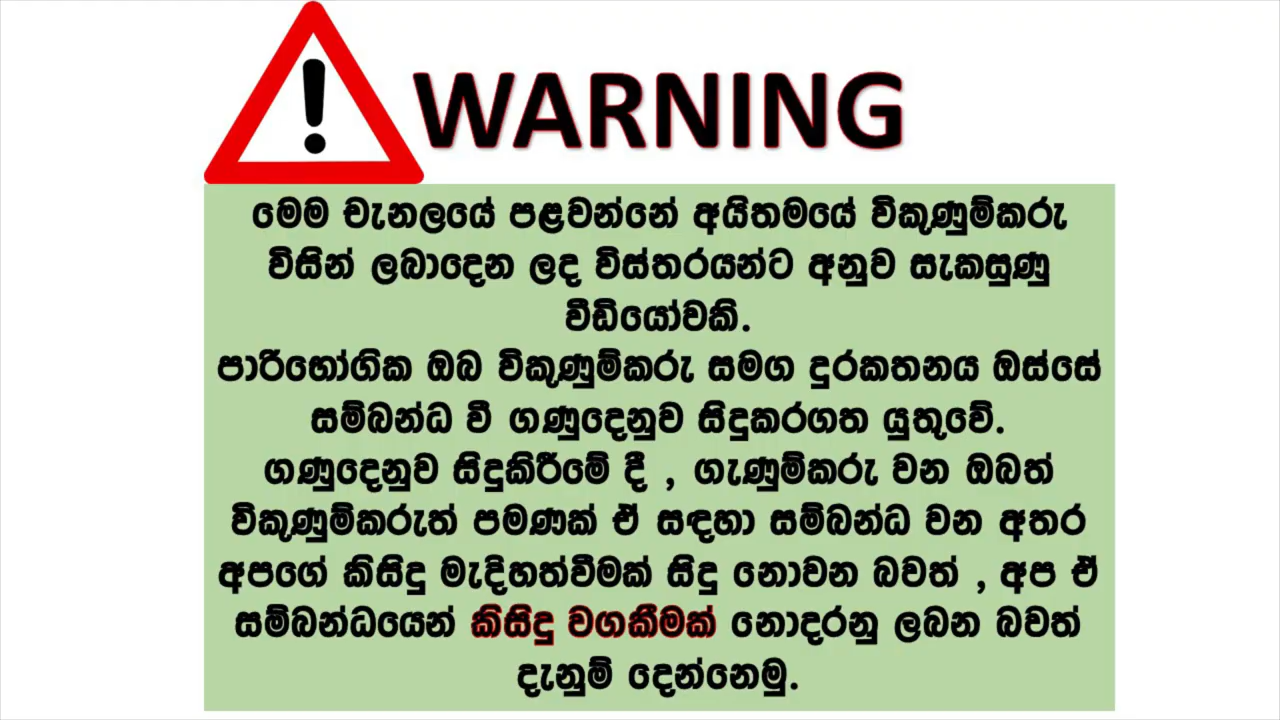 WARNING
මෙම චැනලයේ පළවන්නේ අයිතමයේ විකුණුම්කරු
විසින් ලබාදෙන ලද විස්තරයන්ට අනුව සැකසුණු
වීඩියෝවකි.
පාරිභෝගික ඔබ විකුණුම්කරු සමග දුරකතනය ඔස්සේ
සම්බන්ධ වී ගණුදෙනුව සිදුකරගත යුතුවේ.
ගණුදෙනුව සිදුකිරීමේ දී , ගැණුම්කරු වන ඔබත්
විකුණුම්කරුත් පමණක් ඒ සඳහා සම්බන්ධ වන අතර
අපගේ කිසිදු මැදිහත්වීමක් සිදු නොවන බවත් , අප ඒ
සම්බන්ධයෙන් කිසිදු වගකීමක් නොදරනු ලබන බවත්
දැනුම් දෙන්නෙමු.